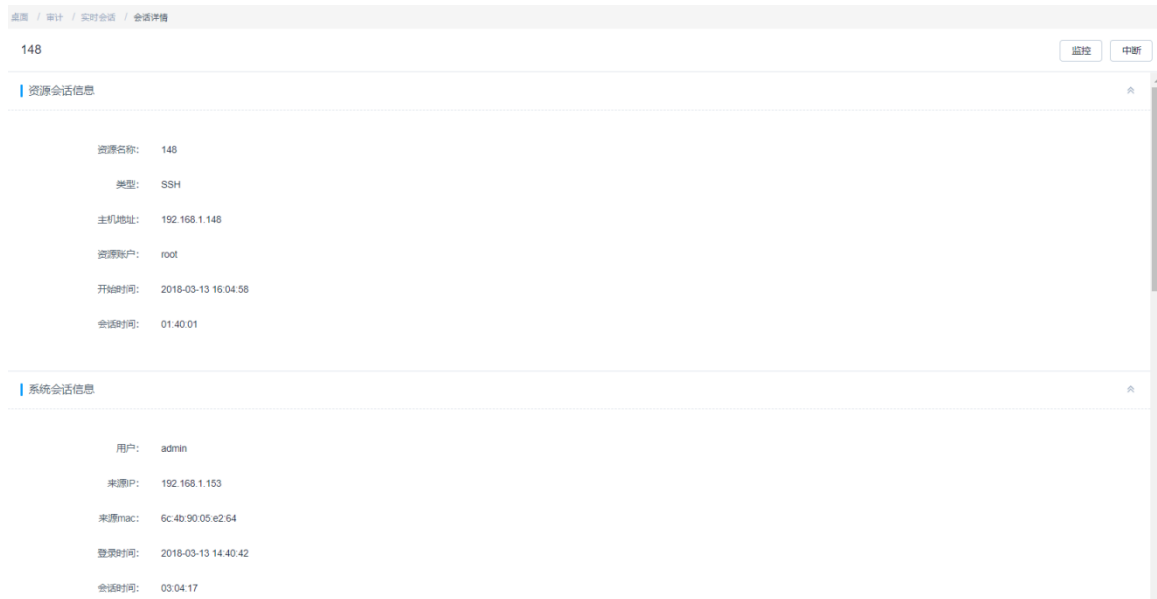 桌面 / 审计 / 实时会话 / 会话详情
148
监控 中断
资源会话信息
资源名称: 148
类型: SSH
主机地址: 192.168.1.148
资源账户: root
开始时间: 2018-03-13 16:04:58
会话时间: 01:40:01
系统会话信息
用户: admin
来源IP: 192.168.1.153
来源mac: 6c:4b:90:05:e2:64
登录时间: 2018-03-13 14:40:42
会话时间: 03:04:17